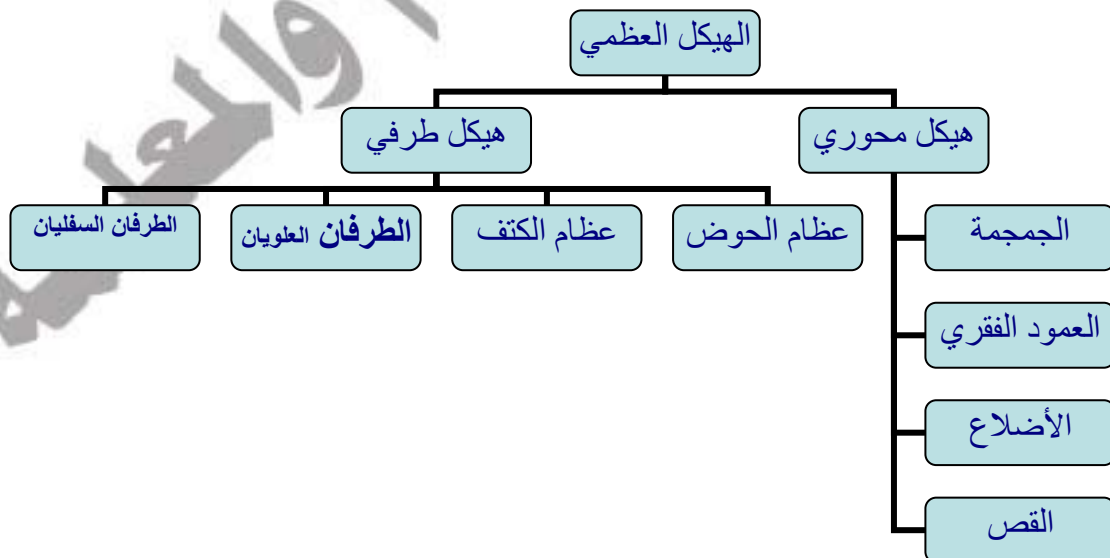 الهيكل العظمي
هيكل محوري
هيكل طرفي
عظام الحوض
عظام الكتف
الطرفان العلويان
الطرفان السفليان
الجمجمة
العمود الفقري
الأضلاع
القص